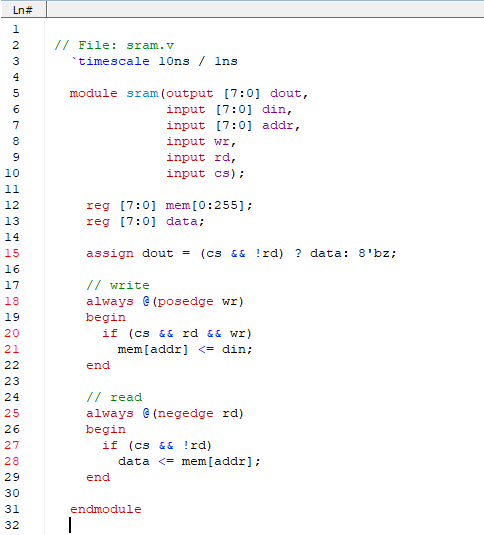 Ln#
1
2 // File: sram.v
3 `timescale 10ns / 1ns
4
5 module sram(output [7:0] dout,
6 input [7:0] din,
7 input [7:0] addr,
8 input wr,
9 input rd,
10 input cs);
11
12 reg [7:0] mem[0:255];
13 reg [7:0] data;
14
15 assign dout = (cs && !rd) ? data: 8'bz;
16
17 // write
18 always @(posedge wr)
19 begin
20 if (cs && rd && wr)
21 mem[addr] <= din;
22 end
23
24 // read
25 always @(negedge rd)
26 begin
27 if (cs && !rd)
28 data <= mem[addr];
29 end
30
31 endmodule
32